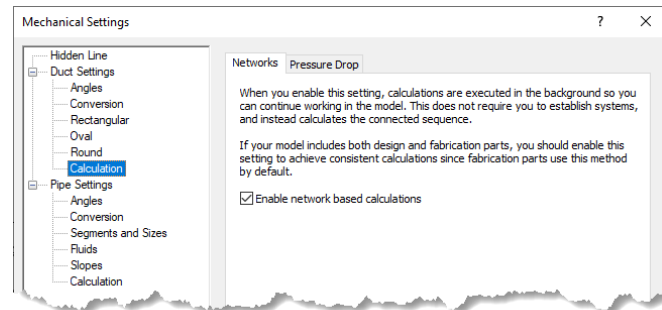 Mechanical Settings
Hidden Line
Duct Settings
Angles
Conversion
Rectangular
Oval
Round
Calculation
Pipe Settings
Angles
Conversion
Segments and Sizes
Fluids
Slopes
Calculation
Networks Pressure Drop
When you enable this setting, calculations are executed in the background so you
can continue working in the model. This does not require you to establish systems,
and instead calculates the connected sequence.
If your model includes both design and fabrication parts, you should enable this
setting to achieve consistent calculations since fabrication parts use this method
by default.
Enable network based calculations